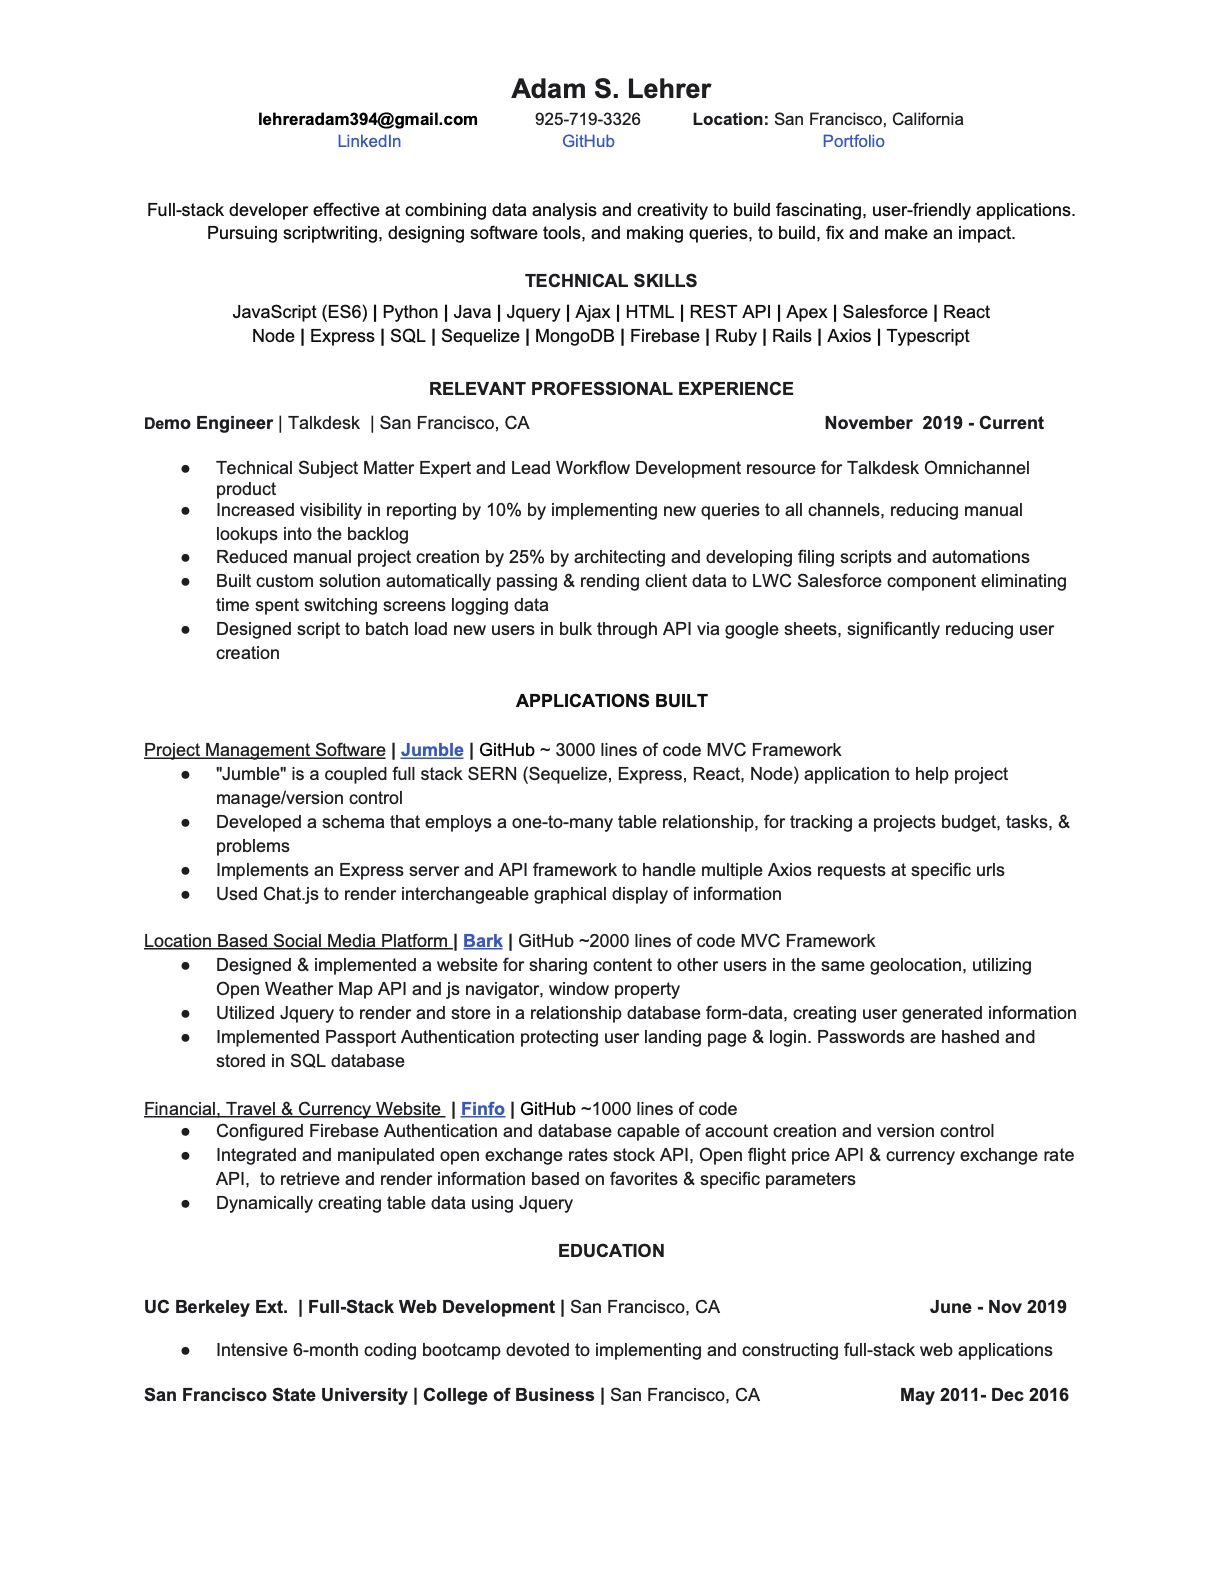 Adam S. Lehrer
lehreradam394@gmail.com 925-719-3326 Location: San Francisco, California
LinkedIn GitHub Portfolio
Full-stack developer effective at combining data analysis and creativity to build fascinating, user-friendly applications.
Pursuing scriptwriting, designing software tools, and making queries, to build, fix and make an impact.
TECHNICAL SKILLS
JavaScript (ES6) | Python | Java | Jquery | Ajax | HTML | REST API | Apex | Salesforce | React
Node | Express | SQL | Sequelize | MongoDB | Firebase | Ruby | Rails | Axios | Typescript
RELEVANT PROFESSIONAL EXPERIENCE
Demo Engineer | Talkdesk | San Francisco, CA November 2019 - Current
● Technical Subject Matter Expert and Lead Workflow Development resource for Talkdesk Omnichannel
product
● Increased visibility in reporting by 10% by implementing new queries to all channels, reducing manual
lookups into the backlog
● Reduced manual project creation by 25% by architecting and developing filing scripts and automations
● Built custom solution automatically passing & rending client data to LWC Salesforce component eliminating
time spent switching screens logging data
● Designed script to batch load new users in bulk through API via google sheets, significantly reducing user
creation
APPLICATIONS BUILT
Project Management Software | Jumble | GitHub ~ 3000 lines of code MVC Framework
● "Jumble" is a coupled full stack SERN (Sequelize, Express, React, Node) application to help project
manage/version control
● Developed a schema that employs a one-to-many table relationship, for tracking a projects budget, tasks, &
problems
● Implements an Express server and API framework to handle multiple Axios requests at specific urls
● Used Chat.js to render interchangeable graphical display of information
Location Based Social Media Platform | Bark | GitHub ~2000 lines of code MVC Framework
● Designed & implemented a website for sharing content to other users in the same geolocation, utilizing
Open Weather Map API and js navigator, window property
● Utilized Jquery to render and store in a relationship database form-data, creating user generated information
● Implemented Passport Authentication protecting user landing page & login. Passwords are hashed and
stored in SQL database
Financial, Travel & Currency Website | Finfo | GitHub ~1000 lines of code
● Configured Firebase Authentication and database capable of account creation and version control
● Integrated and manipulated open exchange rates stock API, Open flight price API & currency exchange rate
API, to retrieve and render information based on favorites & specific parameters
● Dynamically creating table data using Jquery
EDUCATION
UC Berkeley Ext. | Full-Stack Web Development | San Francisco, CA June - Nov 2019
● Intensive 6-month coding bootcamp devoted to implementing and constructing full-stack web applications
San Francisco State University | College of Business | San Francisco, CA May 2011- Dec 2016